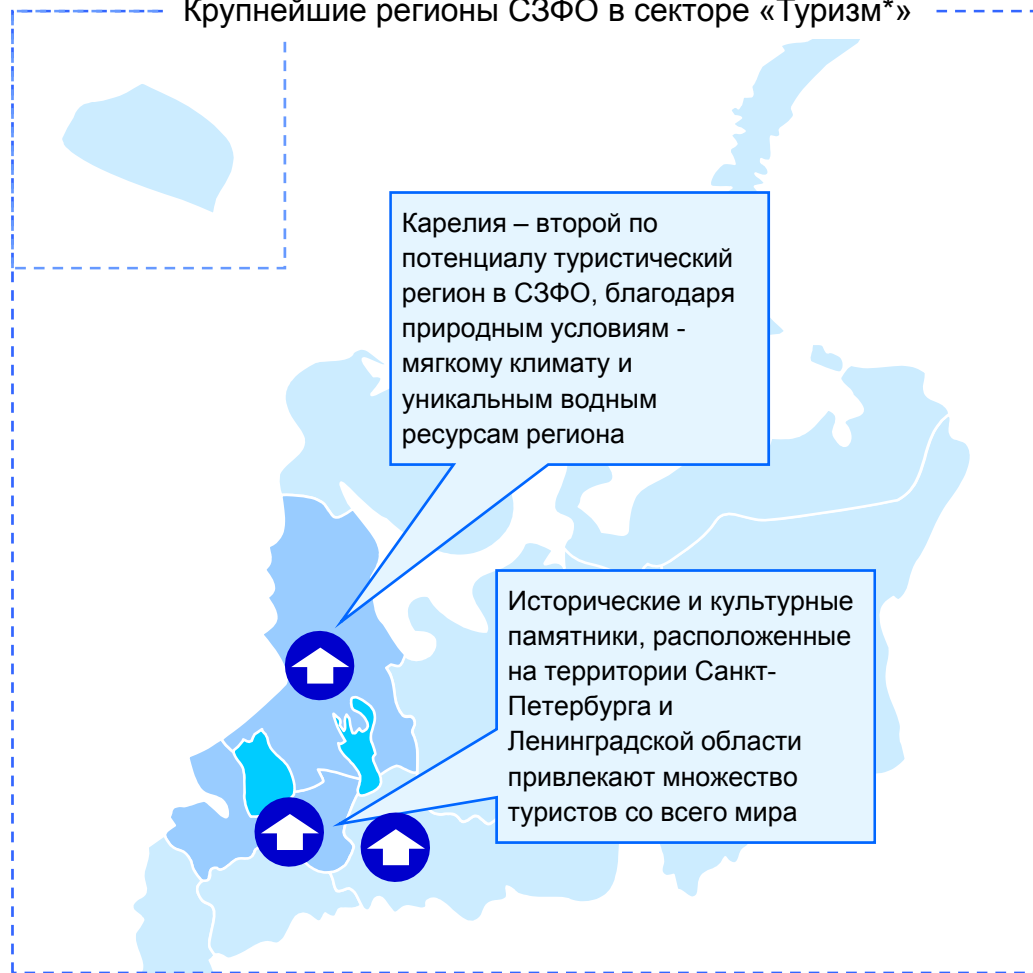 Крупнейшие регионы СЗФО в секторе «Туризм*»
Карелия – второй по
потенциалу туристический
регион в СЗФО, благодаря
природным условиям -
мягкому климату и
уникальным водным
ресурсам региона
Исторические и культурные
памятники, расположенные
на территории Санкт-
Петербурга и
Ленинградской области
привлекают множество
туристов со всего мира